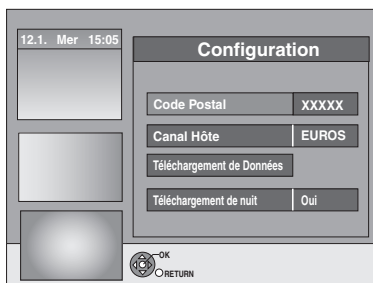 12.1. Mer 15:05
Configuration
Code Postal XXXXX
Canal Hôte EUROS
Téléchargement de Données
Téléchargement de nuit Oui
OK
RETURN